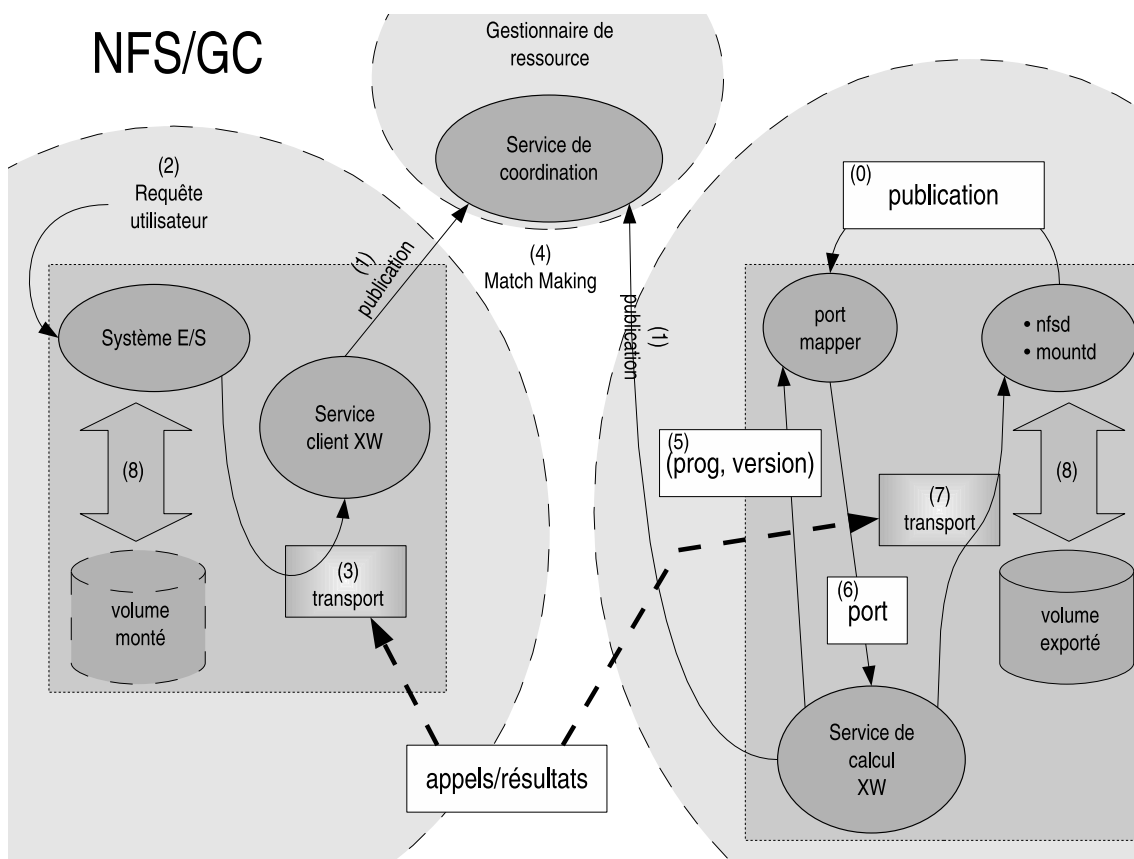 NFS/GC
Gestionnaire de
ressource
Service de
coordination
(2)
Requête
utilisateur
(1)
publication
(4)
Match Making
(1)
publication
(0)
publication
Système E/S
Service
client XW
(8)
(3)
transport
volume
monté
appels/résultats
port
mapper
• nfsd
• mountd
(5)
(prog, version)
(7)
transport
(8)
(6)
port
volume
exporté
Service de
calcul
XW